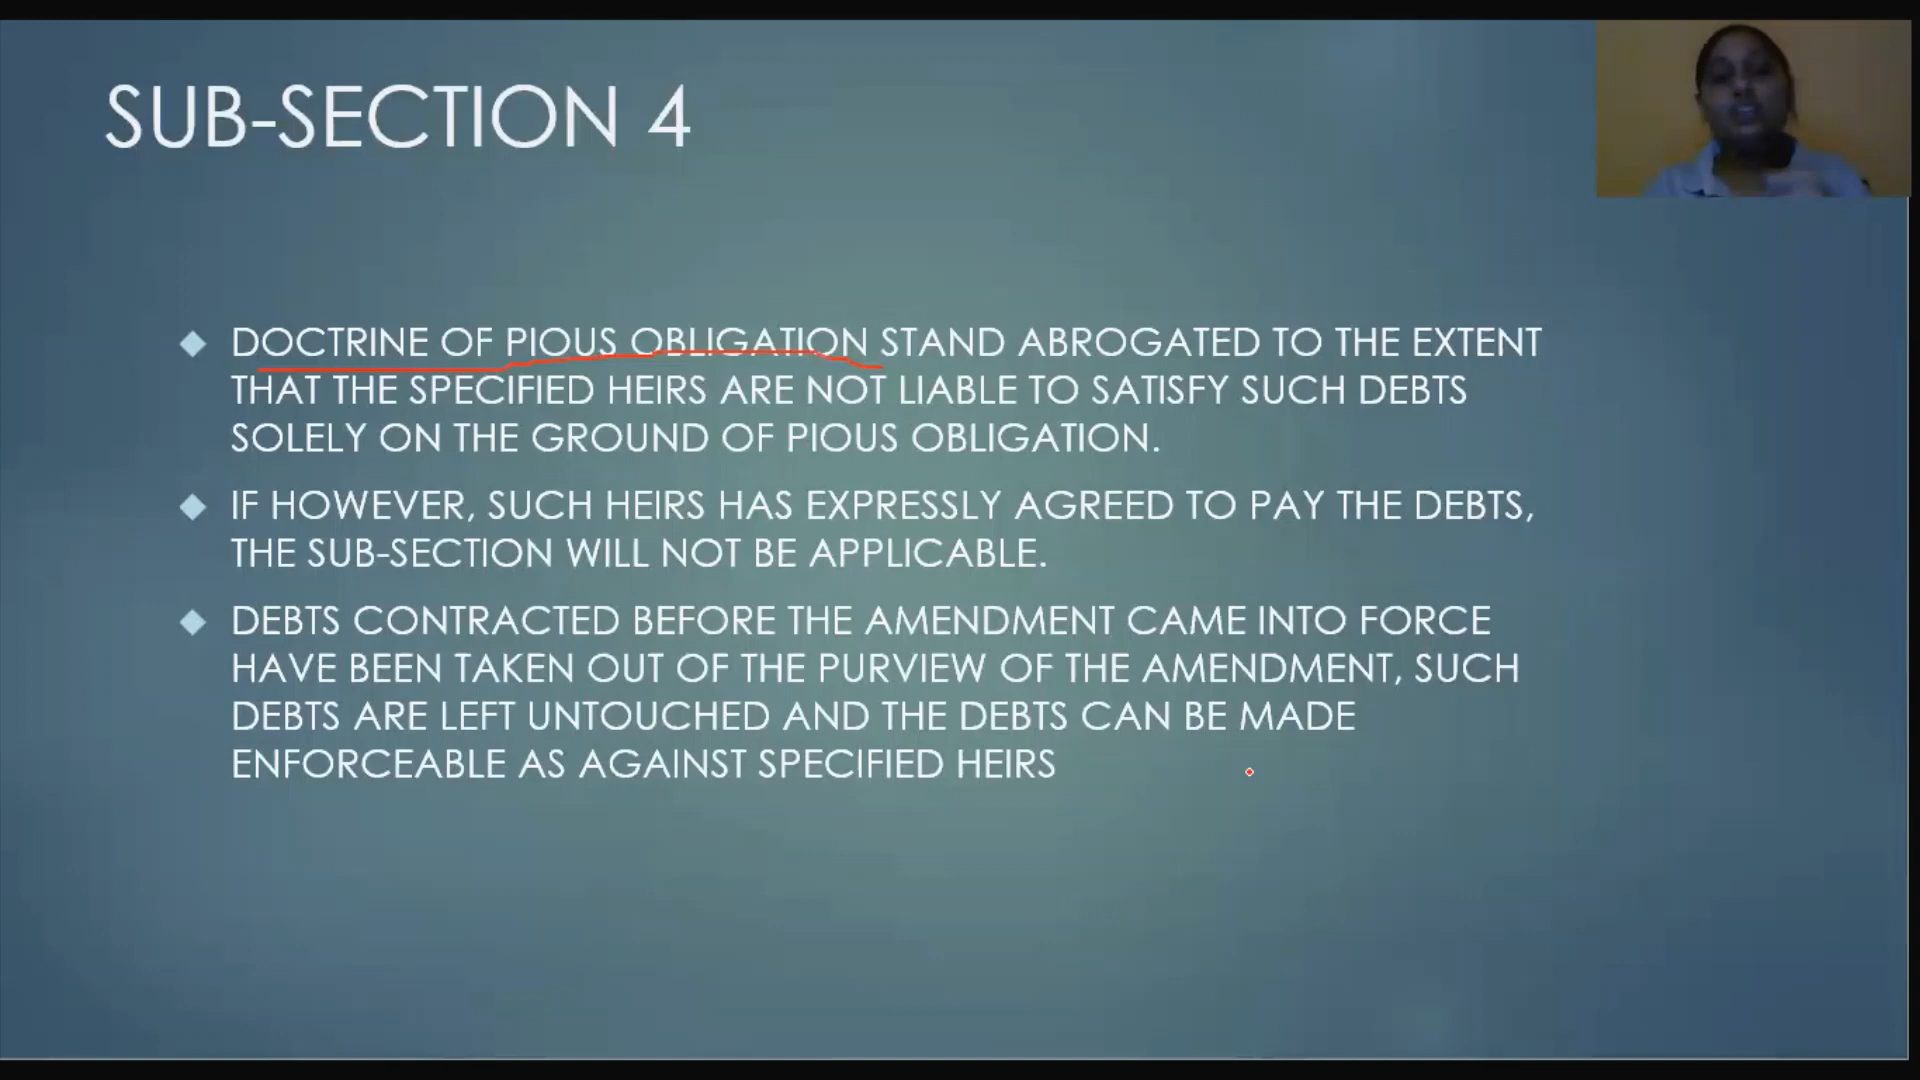 SUB-SECTION 4
DOCTRINE OF PIOUS OBLIGATION STAND ABROGATED TO THE EXTENT
THAT THE SPECIFIED HEIRS ARE NOT LIABLE TO SATISFY SUCH DEBTS
SOLELY ON THE GROUND OF PIOUS OBLIGATION.
IF HOWEVER, SUCH HEIRS HAS EXPRESSLY AGREED TO PAY THE DEBTS,
THE SUB-SECTION WILL NOT BE APPLICABLE.
DEBTS CONTRACTED BEFORE THE AMENDMENT CAME INTO FORCE
HAVE BEEN TAKEN OUT OF THE PURVIEW OF THE AMENDMENT, SUCH
DEBTS ARE LEFT UNTOUCHED AND THE DEBTS CAN BE MADE
ENFORCEABLE AS AGAINST SPECIFIED HEIRS